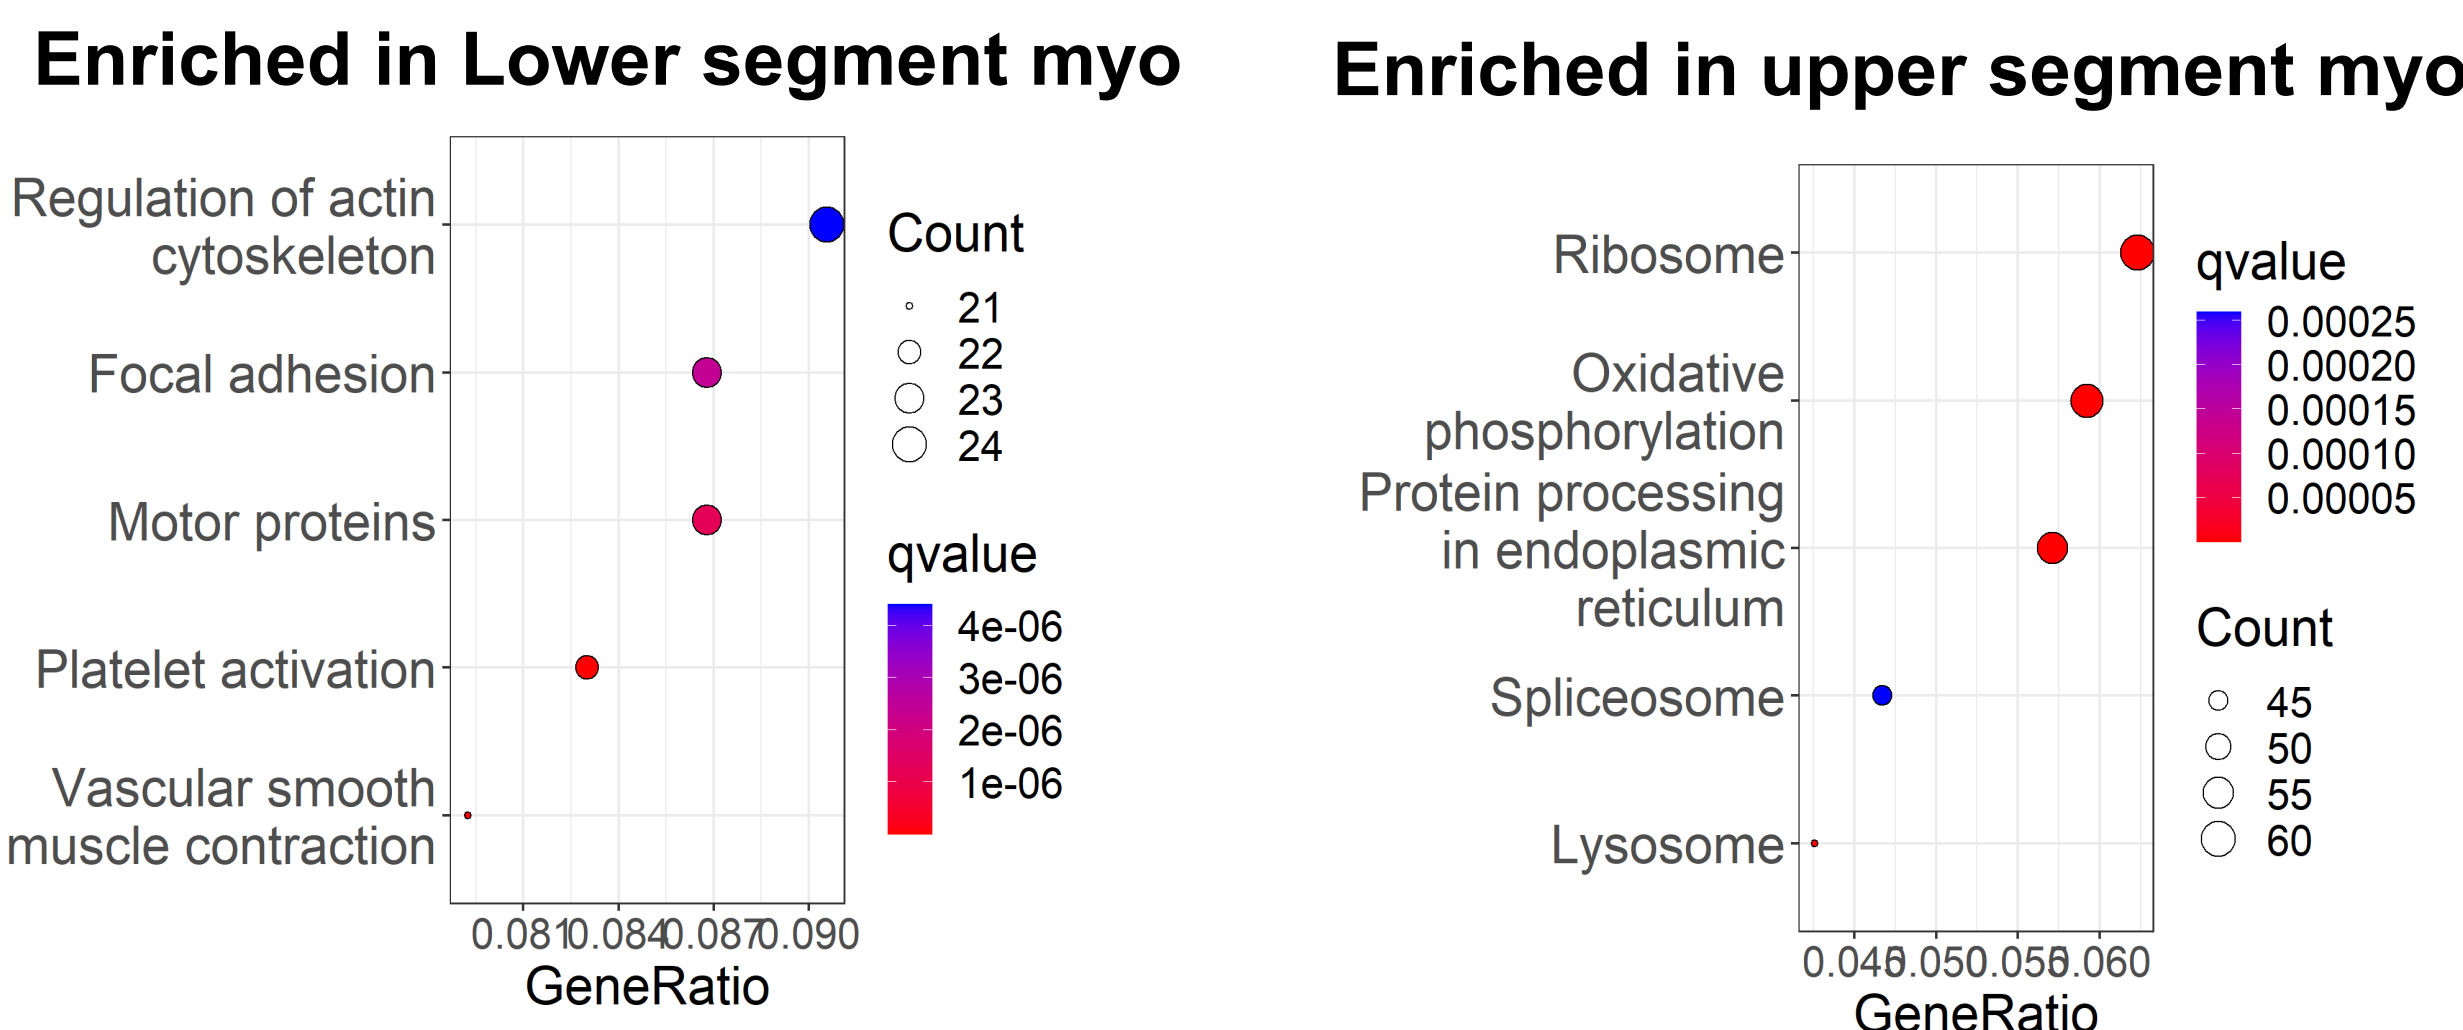 Enriched in Lower segment myo
Regulation of actin
cytoskeleton
Focal adhesion
Motor proteins
Platelet activation
Vascular smooth
muscle contraction
0.081 0.084 0.087 0.090
GeneRatio
Count
21
22
23
24
qvalue
4e-06
3e-06
2e-06
1e-06
Enriched in upper segment myo
Ribosome
Oxidative
phosphorylation
Protein processing
in endoplasmic
reticulum
Spliceosome
Lysosome
0.045 0.050 0.055 0.060
GeneRatio
qvalue
0.00025
0.00020
0.00015
0.00010
0.00005
Count
45
50
55
60